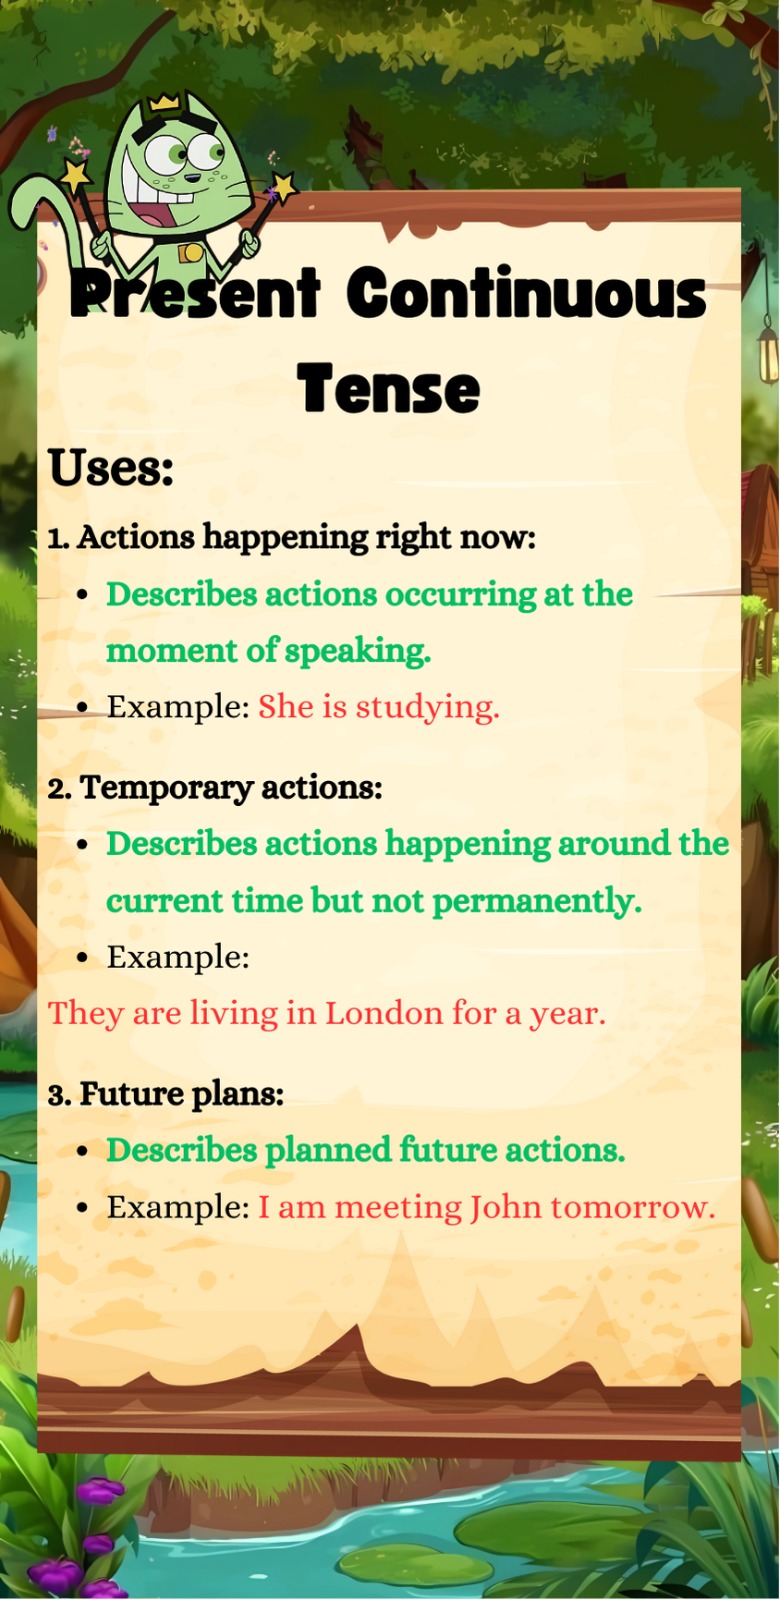 Present Continuous
Tense
Uses:
1. Actions happening right now:
• Describes actions occurring at the
moment of speaking.
• Example: She is studying.
2. Temporary actions:
• Describes actions happening around the
current time but not permanently.
• Example:
They are living in London for a year.
3. Future plans:
• Describes planned future actions.
• Example: I am meeting John tomorrow.